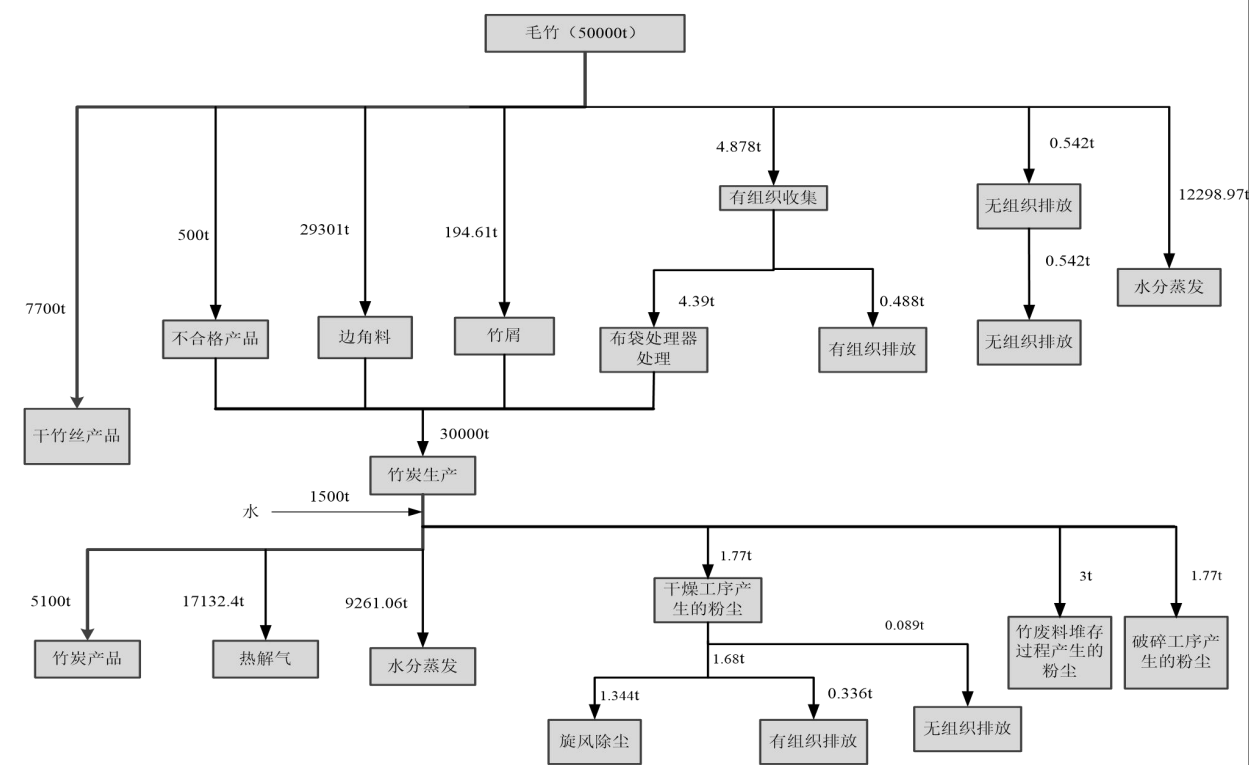 毛竹（50000t）
4.878t
0.542t
有组织收集
无组织排放
12298.97t
500t
29301t
194.61t
0.542t
水分蒸发
7700t
4.39t
0.488t
不合格产品
边角料
竹屑
布袋处理器
处理
有组织排放
无组织排放
干竹丝产品
30000t
竹炭生产
1500t
水
1.77t
3t
1.77t
干燥工序产
生的粉尘
5100t
17132.4t
9261.06t
0.089t
竹炭产品
热解气
水分蒸发
竹废料堆存
过程产生的
粉尘
破碎工序产
生的粉尘
1.68t
1.344t
0.336t
旋风除尘
有组织排放
无组织排放